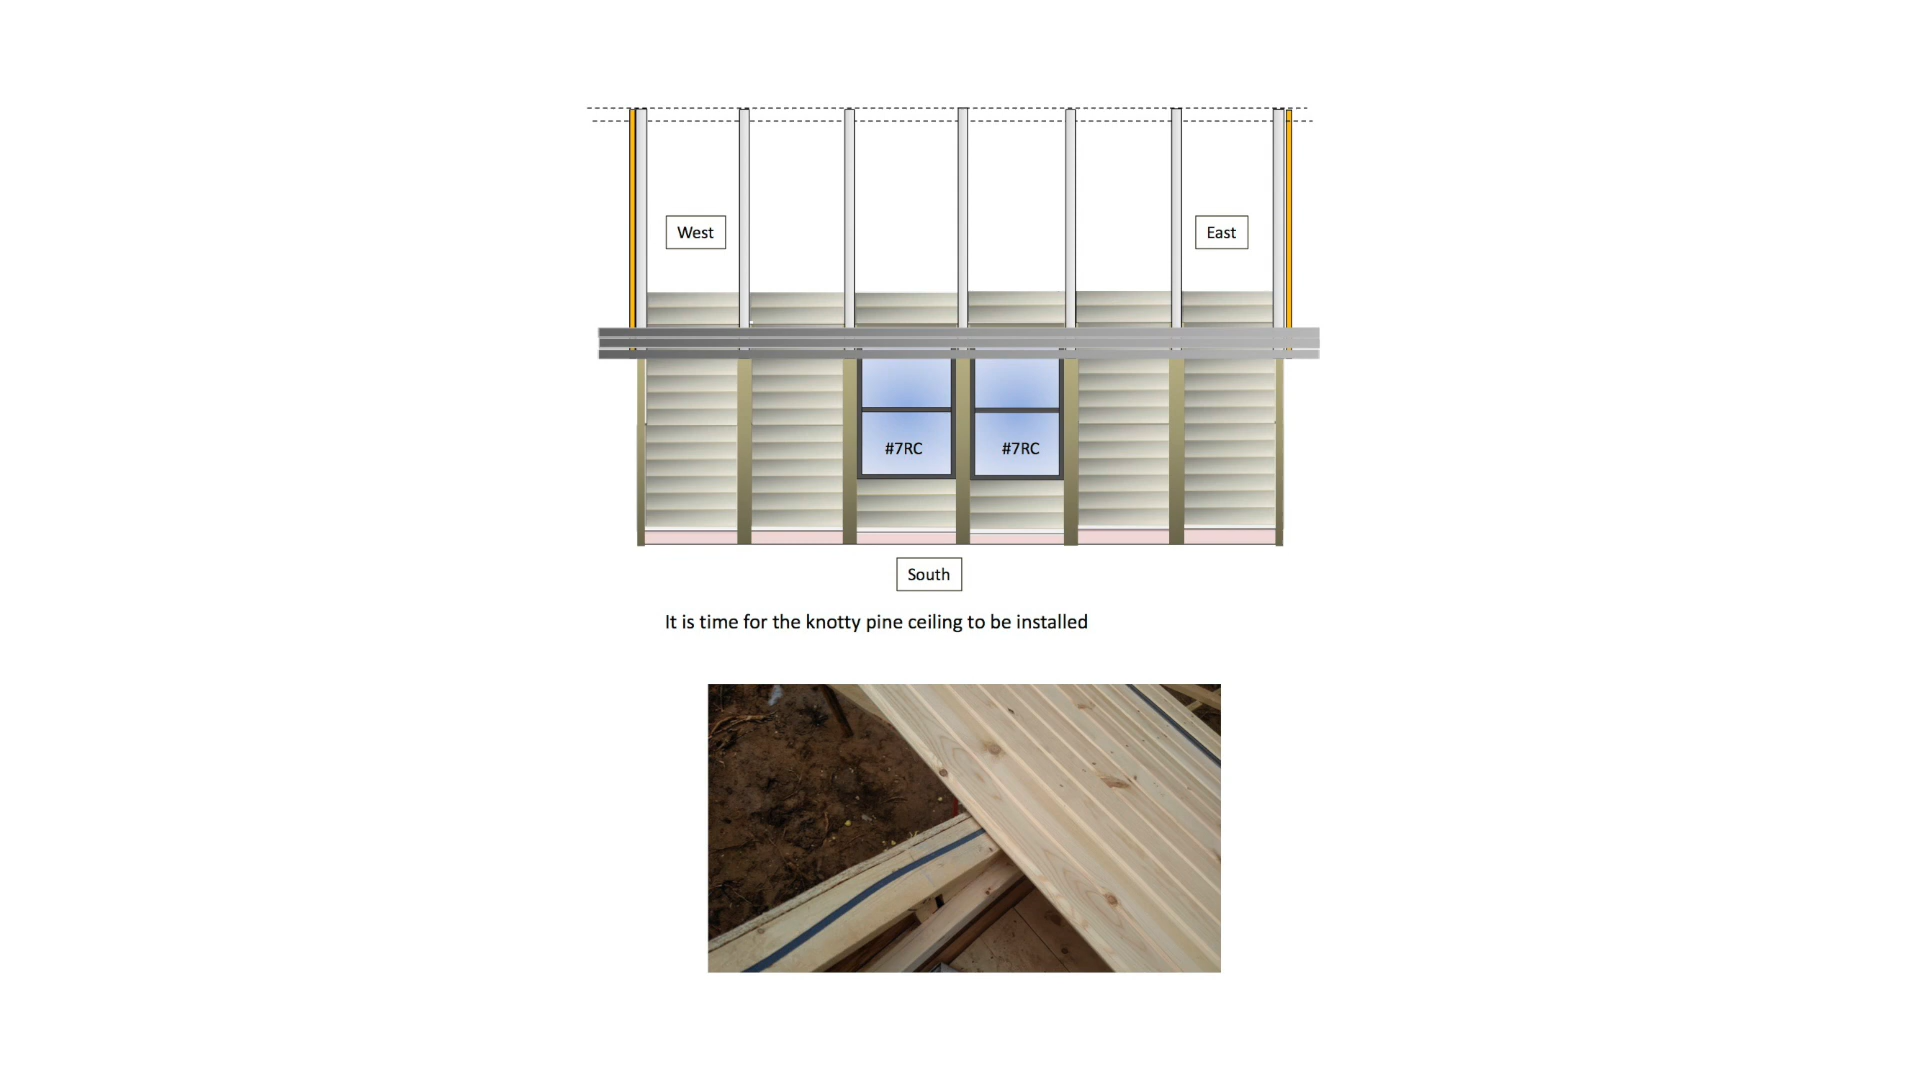 West
East
#7RC
#7RC
South
It is time for the knotty pine ceiling to be installed